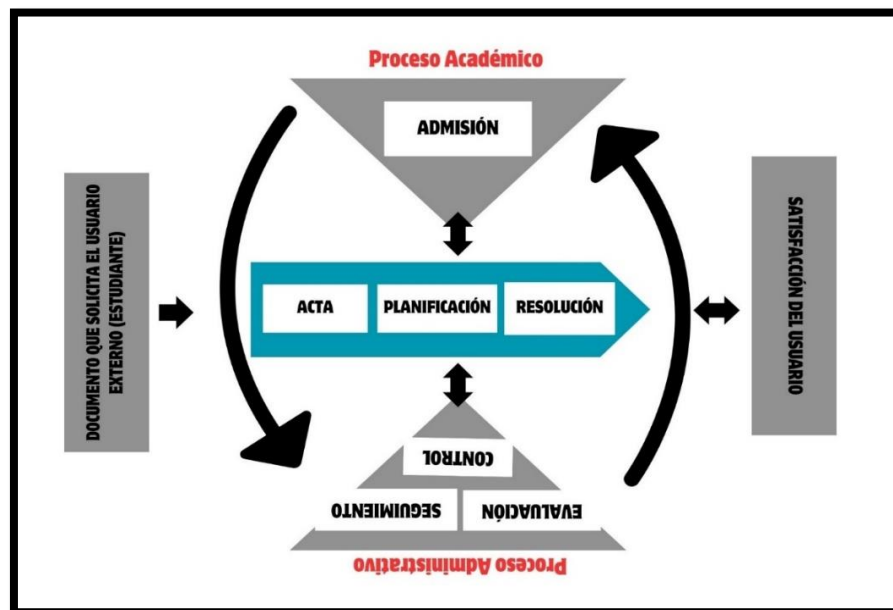 Proceso Académico
ADMISIÓN
DOCUMENTO QUE SOLICITA EL USUARIO
EXTERNO (ESTUDIANTE)
ACTA
PLANIFICACIÓN
RESOLUCIÓN
SATISFACCIÓN DEL USUARIO
CONTROL
SEGUIMIENTO
EVALUACIÓN
Proceso Administrativo